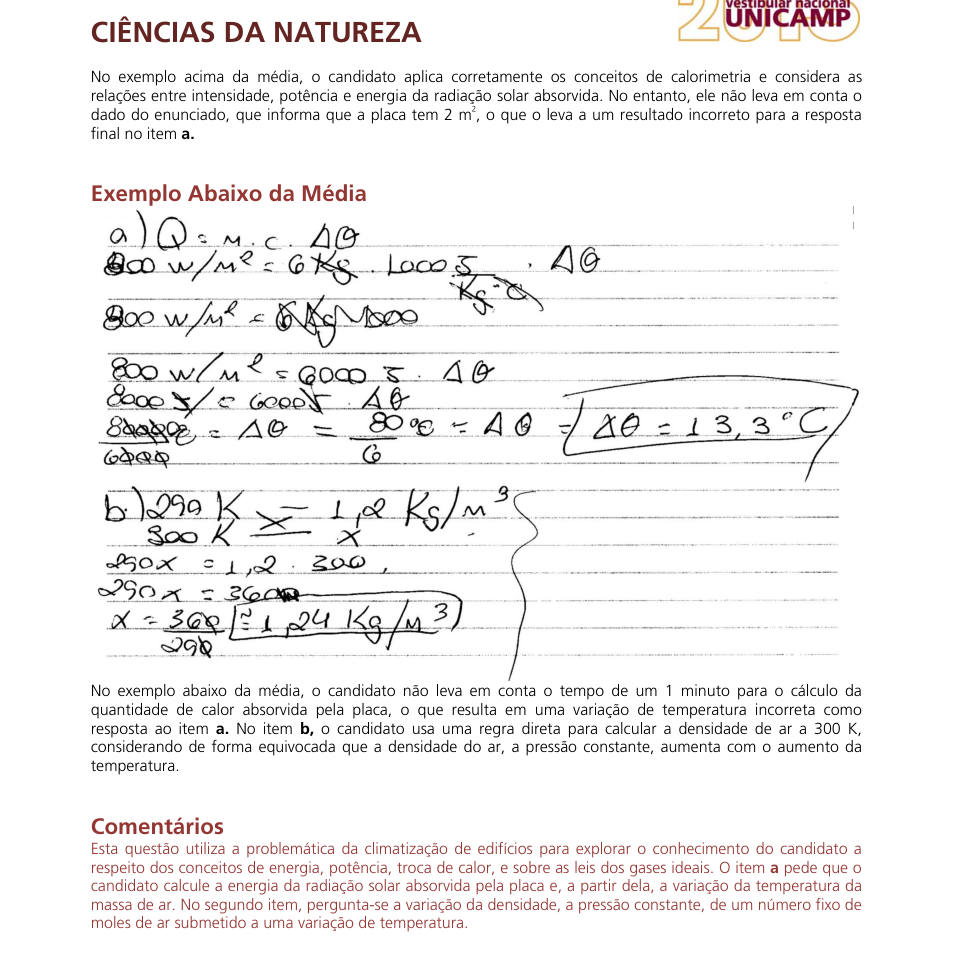 CIÊNCIAS DA NATUREZA
vestibular nacional
UNICAMP
No exemplo acima da média, o candidato aplica corretamente os conceitos de calorimetria e considera as
relações entre intensidade, potência e energia da radiação solar absorvida. No entanto, ele não leva em conta o
dado do enunciado, que informa que a placa tem 2 m², o que o leva a um resultado incorreto para a resposta
final no item a.
Exemplo Abaixo da Média
a) Q = m . c . Δθ
800 W/m² = 6 Kg . 1000 J / Kg °C . Δθ
800 W/m² = 6 Kg 1000
800 W/m² = 6000 J . Δθ
8000 J/ = 6000 J . Δθ
= Δθ = 80 °C / 6 = Δθ = Δθ = 13,3 °C
b) 290 K = 1,2 Kg/m³
300 K x
290x = 1,2 . 300
290x = 360
x = 360 / 290 ≅ 1,24 Kg/m³
No exemplo abaixo da média, o candidato não leva em conta o tempo de um 1 minuto para o cálculo da
quantidade de calor absorvida pela placa, o que resulta em uma variação de temperatura incorreta como
resposta ao item a. No item b, o candidato usa uma regra direta para calcular a densidade de ar a 300 K,
considerando de forma equivocada que a densidade do ar, a pressão constante, aumenta com o aumento da
temperatura.
Comentários
Esta questão utiliza a problemática da climatização de edifícios para explorar o conhecimento do candidato a
respeito dos conceitos de energia, potência, troca de calor, e sobre as leis dos gases ideais. O item a pede que o
candidato calcule a energia da radiação solar absorvida pela placa e, a partir dela, a variação da temperatura da
massa de ar. No segundo item, pergunta-se a variação da densidade, a pressão constante, de um número fixo de
moles de ar submetido a uma variação de temperatura.